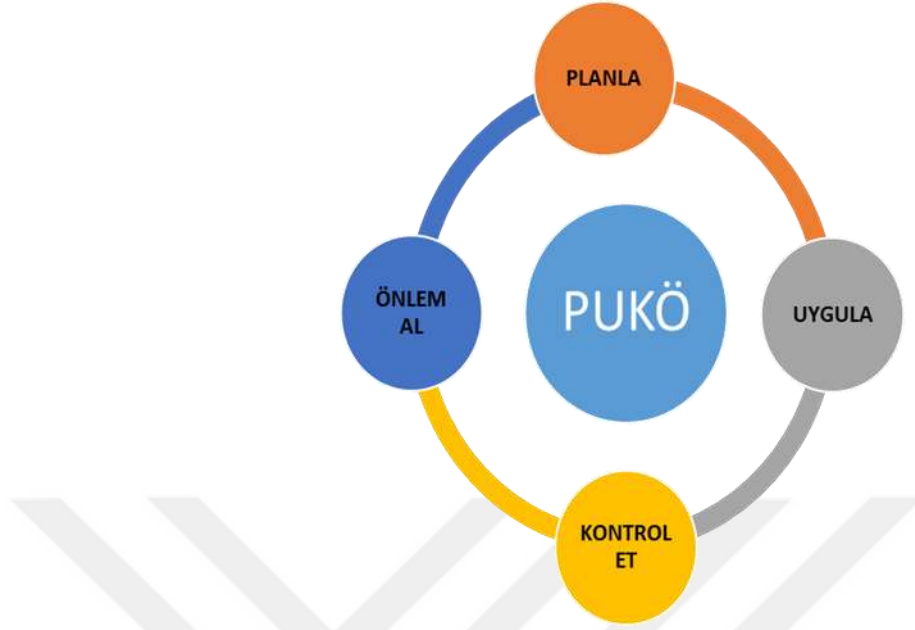 PLANLA
ÖNLEM
AL
PUKÖ
UYGULA
KONTROL
ET